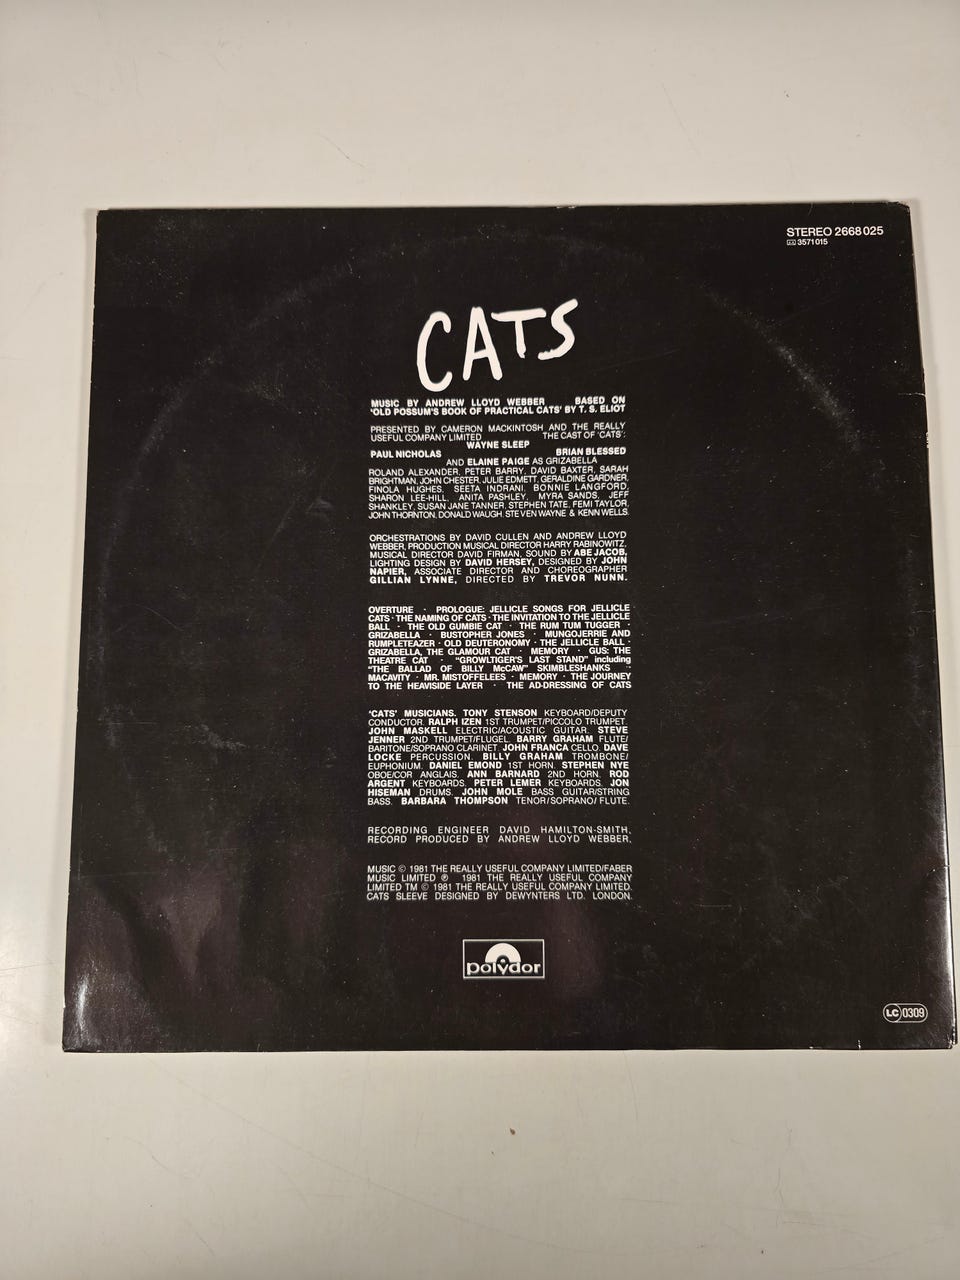 STEREO 2668 025
3571 015
CATS
MUSIC BY ANDREW LLOYD WEBBER BASED ON
'OLD POSSUM'S BOOK OF PRACTICAL CATS' BY T. S. ELIOT
PRESENTED BY CAMERON MACKINTOSH AND THE REALLY
USEFUL COMPANY LIMITED THE CAST OF 'CATS':
WAYNE SLEEP
PAUL NICHOLAS BRIAN BLESSED
AND ELAINE PAIGE AS GRIZABELLA
ROLAND ALEXANDER, PETER BARRY, DAVID BAXTER, SARAH
BRIGHTMAN, JOHN CHESTER, JULIE EDMETT, GERALDINE GARDNER,
FINOLA HUGHES, SEETA INDRANI, BONNIE LANGFORD,
SHARON LEE-HILL, ANITA PASHLEY, MYRA SANDS, JEFF
SHANKLEY, SUSAN JANE TANNER, STEPHEN TATE, FEMI TAYLOR,
JOHN THORNTON, DONALD WAUGH, STEVEN WAYNE & KENN WELLS.
ORCHESTRATIONS BY DAVID CULLEN AND ANDREW LLOYD
WEBBER, PRODUCTION MUSICAL DIRECTOR HARRY RABINOWITZ,
MUSICAL DIRECTOR DAVID FIRMAN, SOUND BY ABE JACOB,
LIGHTING DESIGN BY DAVID HERSEY, DESIGNED BY JOHN
NAPIER, ASSOCIATE DIRECTOR AND CHOREOGRAPHER
GILLIAN LYNNE, DIRECTED BY TREVOR NUNN.
OVERTURE · PROLOGUE: JELLICLE SONGS FOR JELLICLE
CATS · THE NAMING OF CATS · THE INVITATION TO THE JELLICLE
BALL · THE OLD GUMBIE CAT · THE RUM TUM TUGGER ·
GRIZABELLA · BUSTOPHER JONES · MUNGOJERRIE AND
RUMPLETEAZER · OLD DEUTERONOMY · THE JELLICLE BALL ·
GRIZABELLA, THE GLAMOUR CAT · MEMORY · GUS: THE
THEATRE CAT · "GROWLTIGER'S LAST STAND" including
"THE BALLAD OF BILLY McCAW" SKIMBLESHANKS ·
MACAVITY · MR. MISTOFFELEES · MEMORY · THE JOURNEY
TO THE HEAVISIDE LAYER · THE AD-DRESSING OF CATS
'CATS' MUSICIANS. TONY STENSON KEYBOARD/DEPUTY
CONDUCTOR. RALPH IZEN 1ST TRUMPET/PICCOLO TRUMPET.
JOHN MASKELL ELECTRIC/ACOUSTIC GUITAR. STEVE
JENNER 2ND TRUMPET/FLUGEL. BARRY GRAHAM FLUTE/
BARITONE/SOPRANO CLARINET. JOHN FRANCA CELLO. DAVE
LOCKE PERCUSSION. BILLY GRAHAM TROMBONE/
EUPHONIUM. DANIEL EMOND 1ST HORN. STEPHEN NYE
OBOE/COR ANGLAIS. ANN BARNARD 2ND HORN. ROD
ARGENT KEYBOARDS. PETER LEMER KEYBOARDS. JON
HISEMAN DRUMS. JOHN MOLE BASS GUITAR/STRING
BASS. BARBARA THOMPSON TENOR/SOPRANO/FLUTE.
RECORDING ENGINEER DAVID HAMILTON-SMITH,
RECORD PRODUCED BY ANDREW LLOYD WEBBER,
MUSIC © 1981 THE REALLY USEFUL COMPANY LIMITED/FABER
MUSIC LIMITED ℗ 1981 THE REALLY USEFUL COMPANY
LIMITED TM © 1981 THE REALLY USEFUL COMPANY LIMITED.
CATS SLEEVE DESIGNED BY DEWYNTERS LTD. LONDON.
polydor
LC 0309